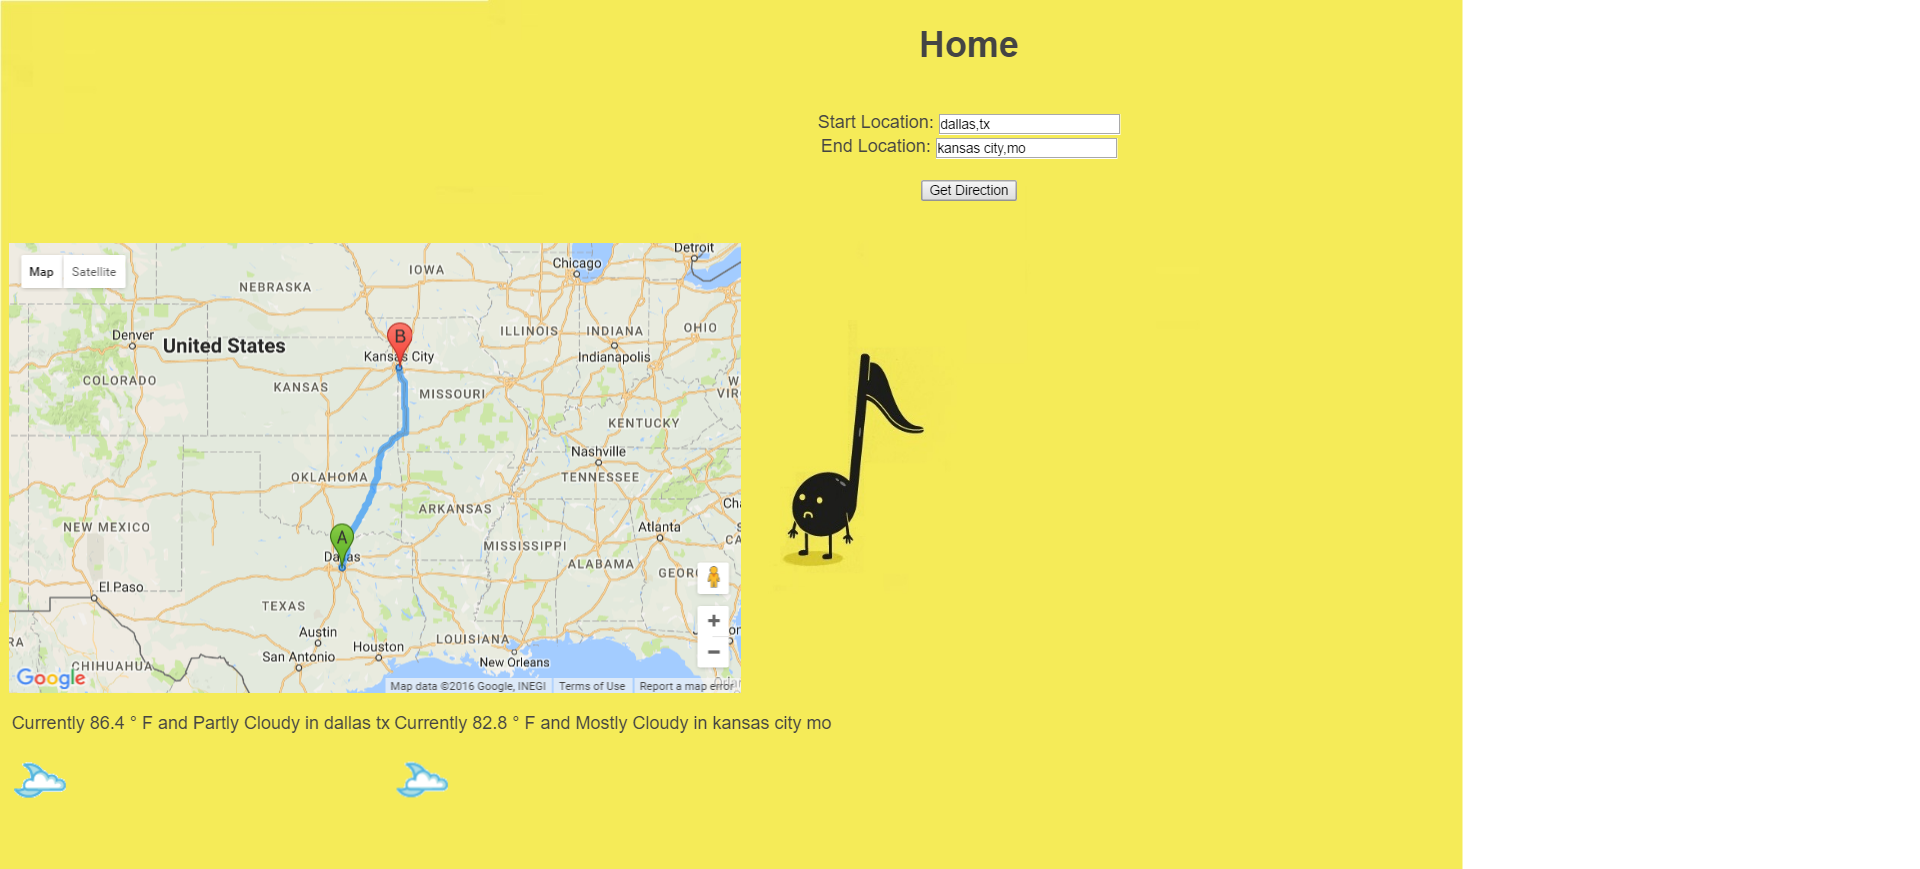 Home
Start Location: dallas,tx
End Location: kansas city,mo
Get Direction
Map Satellite
Detroit
Chicago
IOWA
NEBRASKA
ILLINOIS INDIANA OHIO
Denver
United States
B
Kansas City
Indianapolis
COLORADO
KANSAS
MISSOURI
W
VIR
KENTUCKY
Nashville
OKLAHOMA
TENNESSEE
ARKANSAS
Cha
NEW MEXICO
Atlanta
A
CA
MISSISSIPPI
Dallas
ALABAMA
GEORG
El Paso
TEXAS
Austin
LOUISIANA
Houston
San Antonio
New Orleans
RA
CHIHUAHUA
Google
Map data ©2016 Google, INEGI Terms of Use Report a map error
Currently 86.4 ° F and Partly Cloudy in dallas tx Currently 82.8 ° F and Mostly Cloudy in kansas city mo